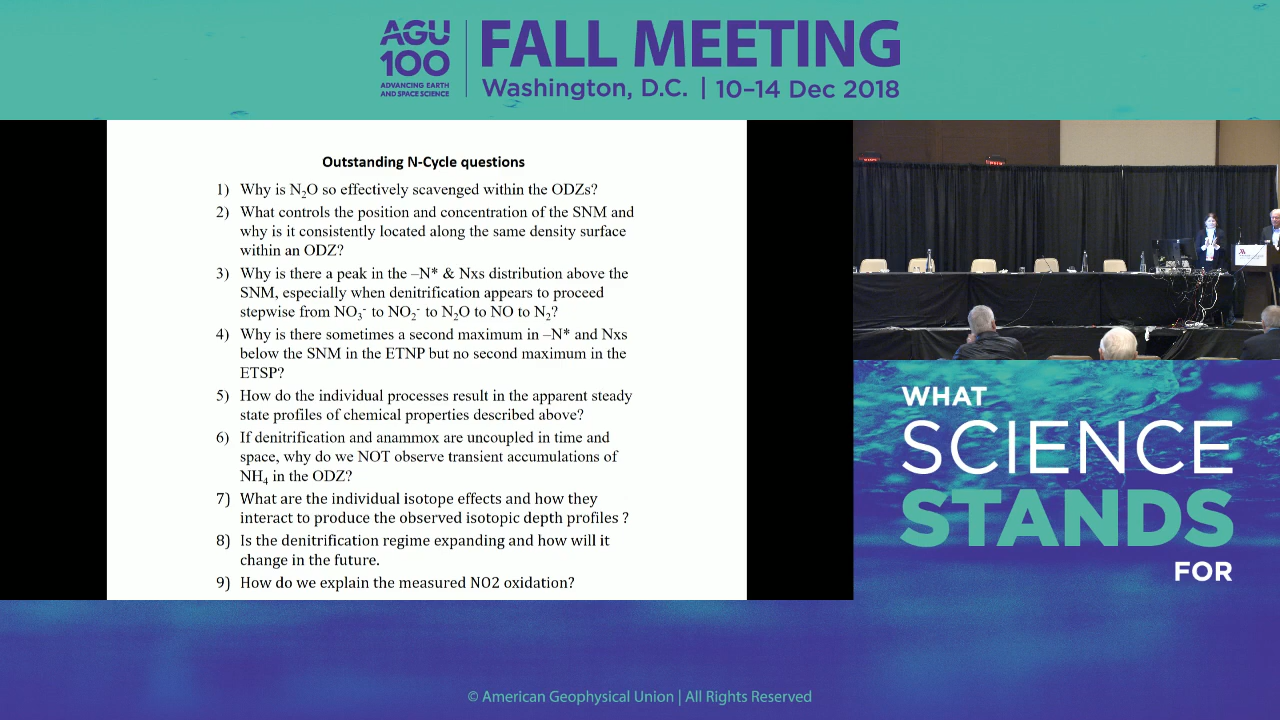 AGU
100
ADVANCING EARTH
AND SPACE SCIENCE
FALL MEETING
Washington, D.C. | 10–14 Dec 2018
Outstanding N-Cycle questions
1) Why is N₂O so effectively scavenged within the ODZs?
2) What controls the position and concentration of the SNM and
why is it consistently located along the same density surface
within an ODZ?
3) Why is there a peak in the –N* & Nxs distribution above the
SNM, especially when denitrification appears to proceed
stepwise from NO₃⁻ to NO₂⁻ to N₂O to NO to N₂?
4) Why is there sometimes a second maximum in –N* and Nxs
below the SNM in the ETNP but no second maximum in the
ETSP?
5) How do the individual processes result in the apparent steady
state profiles of chemical properties described above?
6) If denitrification and anammox are uncoupled in time and
space, why do we NOT observe transient accumulations of
NH₄ in the ODZ?
7) What are the individual isotope effects and how they
interact to produce the observed isotopic depth profiles ?
8) Is the denitrification regime expanding and how will it
change in the future.
9) How do we explain the measured NO2 oxidation?
WHAT
SCIENCE
STANDS
FOR
© American Geophysical Union | All Rights Reserved